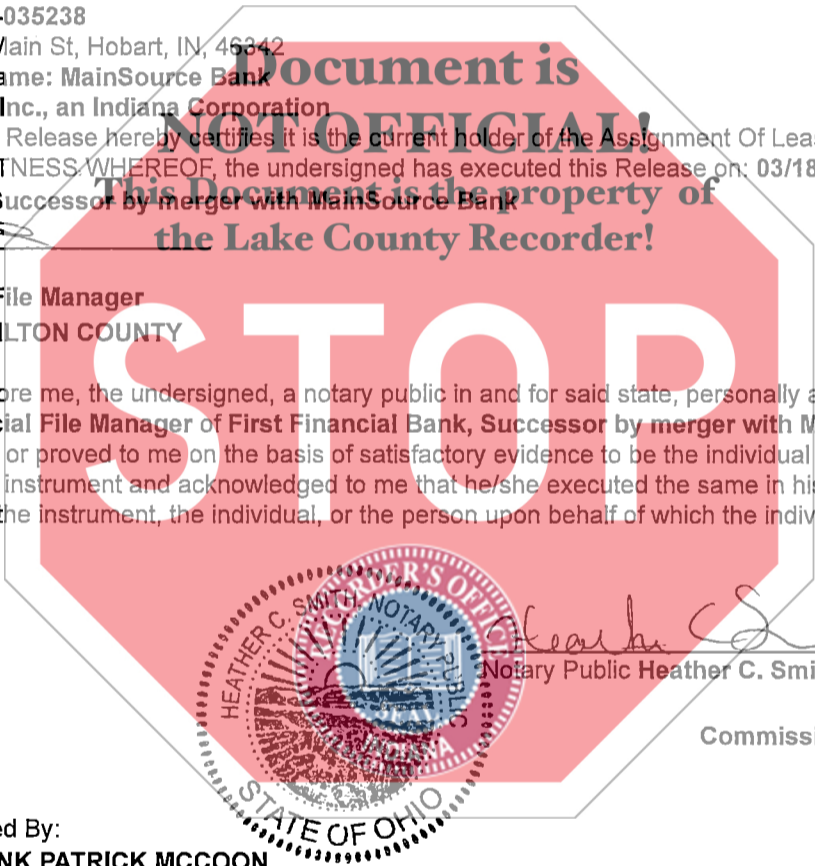 -035238
Main St, Hobart, IN, 46342
ame: MainSource Bank
Document is
Inc., an Indiana Corporation
NOT OFFICIAL!
Release hereby certifies it is the current holder of the Assignment Of Leas
TNESS WHEREOF, the undersigned has executed this Release on: 03/18
This Document is the property of
Successor by merger with MainSource Bank
the Lake County Recorder!
File Manager
LTON COUNTY
STOP
ore me, the undersigned, a notary public in and for said state, personally a
cial File Manager of First Financial Bank, Successor by merger with M
or proved to me on the basis of satisfactory evidence to be the individual
instrument and acknowledged to me that he/she executed the same in his
the instrument, the individual, or the person upon behalf of which the indiv
RECORDER'S OFFICE
SEAL
INDIANA
HEATHER C. SMITH, NOTARY PUBLIC
STATE OF OHIO
Notary Public Heather C. Smi
Commissi
ed By:
NK PATRICK MCCOON